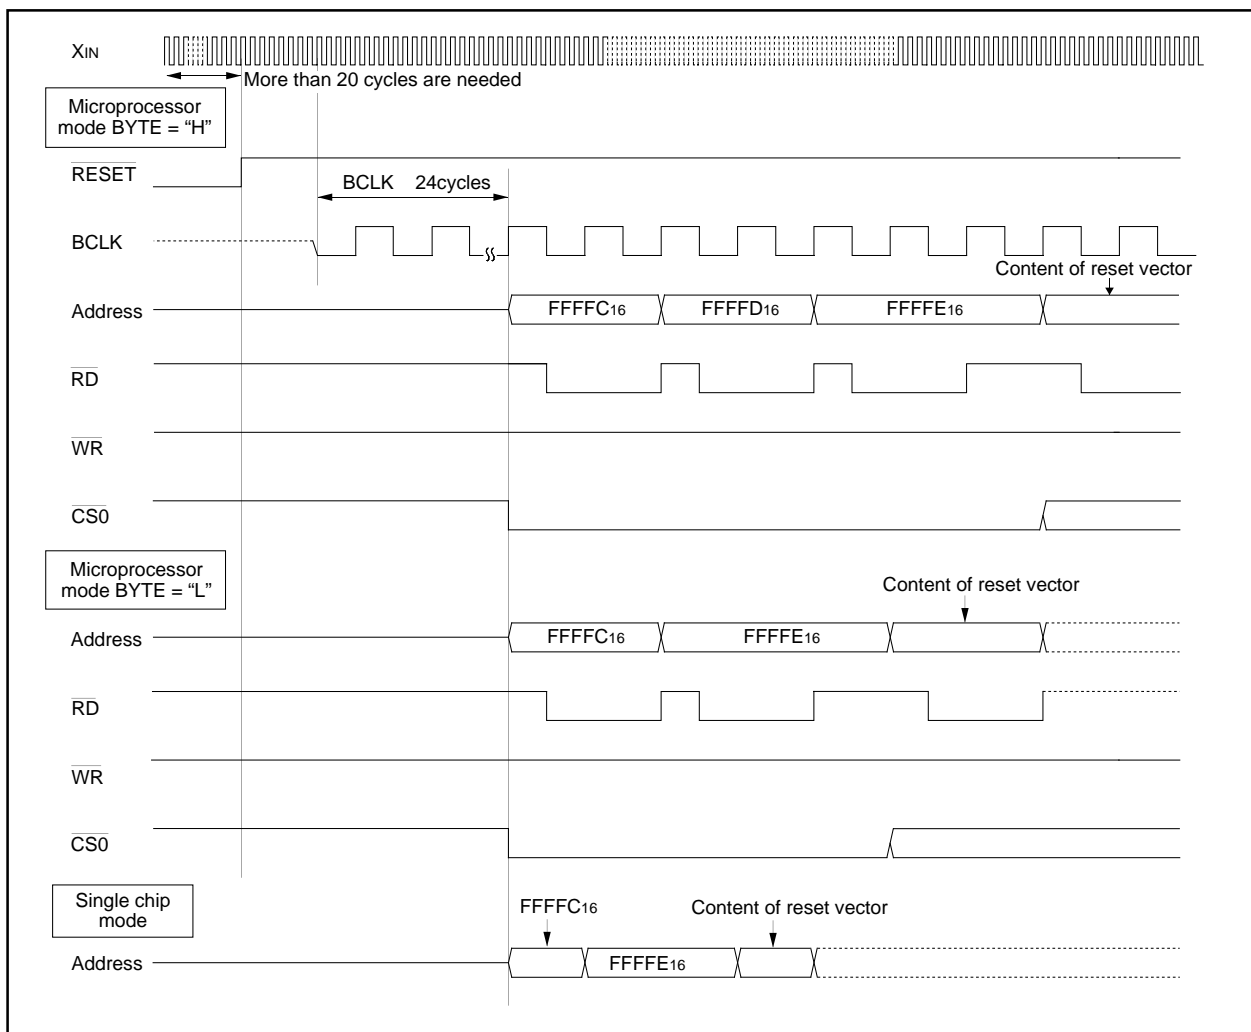 XIN
More than 20 cycles are needed
Microprocessor
mode BYTE = “H”
RESET
BCLK 24cycles
BCLK
Content of reset vector
Address
FFFFC16
FFFFD16
FFFFE16
RD
WR
CS0
Microprocessor
mode BYTE = “L”
Content of reset vector
Address
FFFFC16
FFFFE16
RD
WR
CS0
Single chip
mode
FFFFC16
Content of reset vector
Address
FFFFE16